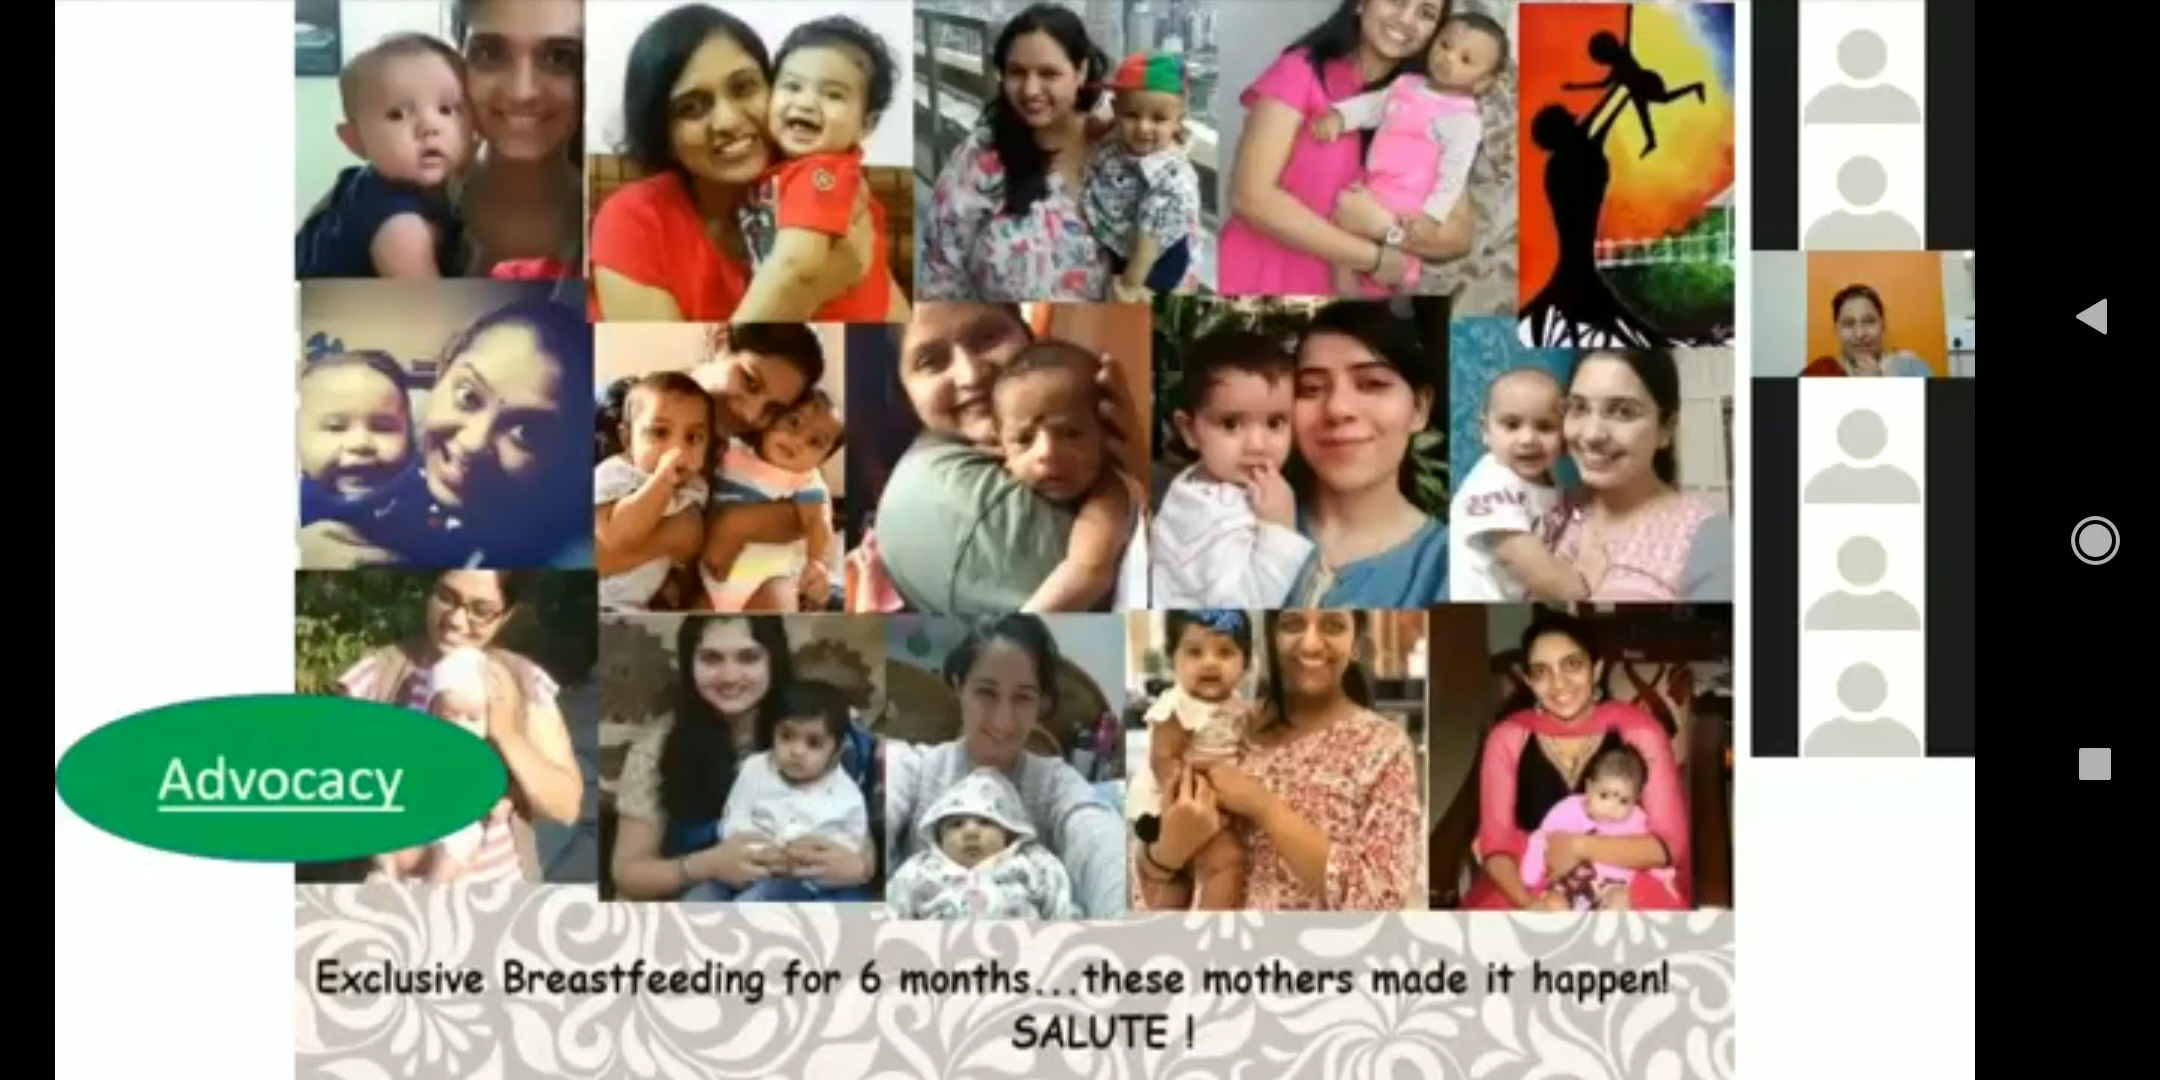 Advocacy
Exclusive Breastfeeding for 6 months...these mothers made it happen!
SALUTE !